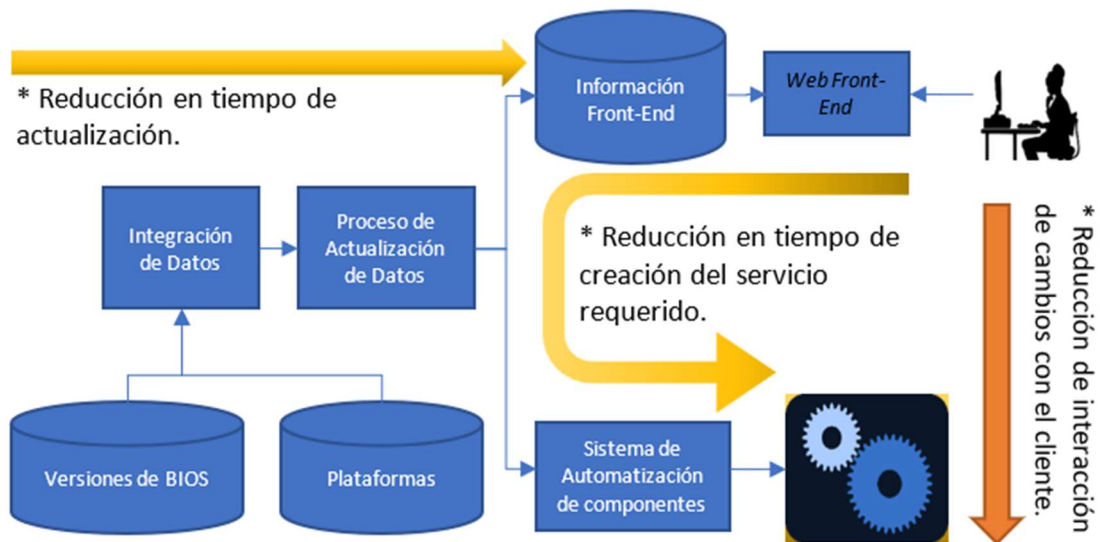 * Reducción en tiempo de
actualización.
Información
Front-End
Web Front-
End
Integración
de Datos
Proceso de
Actualización
de Datos
* Reducción en tiempo de
creación del servicio
requerido.
* Reducción de interacción
de cambios con el cliente.
Versiones de BIOS
Plataformas
Sistema de
Automatización
de componentes